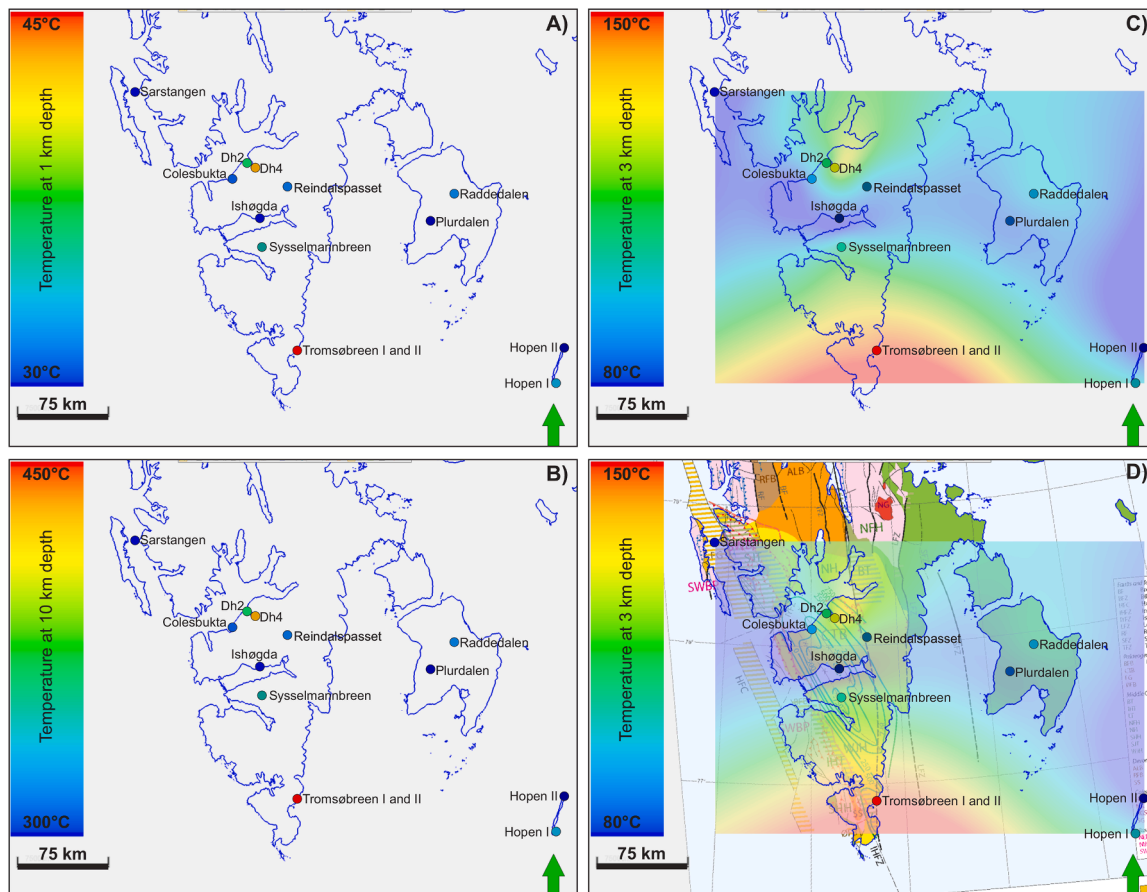 45°C
A)
Temperature at 1 km depth
Sarstangen
Dh2
Dh4
Colesbukta
Reindalspasset
Raddedalen
Ishøgda
Plurdalen
Sysselmannbreen
Tromsøbreen I and II
Hopen II
30°C
Hopen I
75 km
150°C
C)
Temperature at 3 km depth
Sarstangen
Dh2
Dh4
Colesbukta
Reindalspasset
Raddedalen
Ishøgda
Plurdalen
Sysselmannbreen
Tromsøbreen I and II
Hopen II
80°C
Hopen I
75 km
450°C
B)
Temperature at 10 km depth
Sarstangen
Dh2
Dh4
Colesbukta
Reindalspasset
Raddedalen
Ishøgda
Plurdalen
Sysselmannbreen
Tromsøbreen I and II
Hopen II
300°C
Hopen I
75 km
150°C
D)
Temperature at 3 km depth
ALB
RFB
NFH
Sarstangen
NH
Dh2
Dh4
Colesbukta
Reindalspasset
Raddedalen
Ishøgda
Plurdalen
HFC
Sysselmannbreen
77°
Tromsøbreen I and II
Hopen II
80°C
Hopen I
IHFZ
75 km